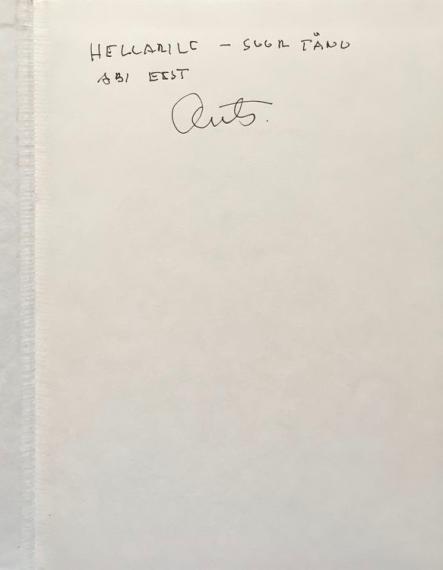 HELLARILE – SUUR TÄNU
ABI EEST
Ants.